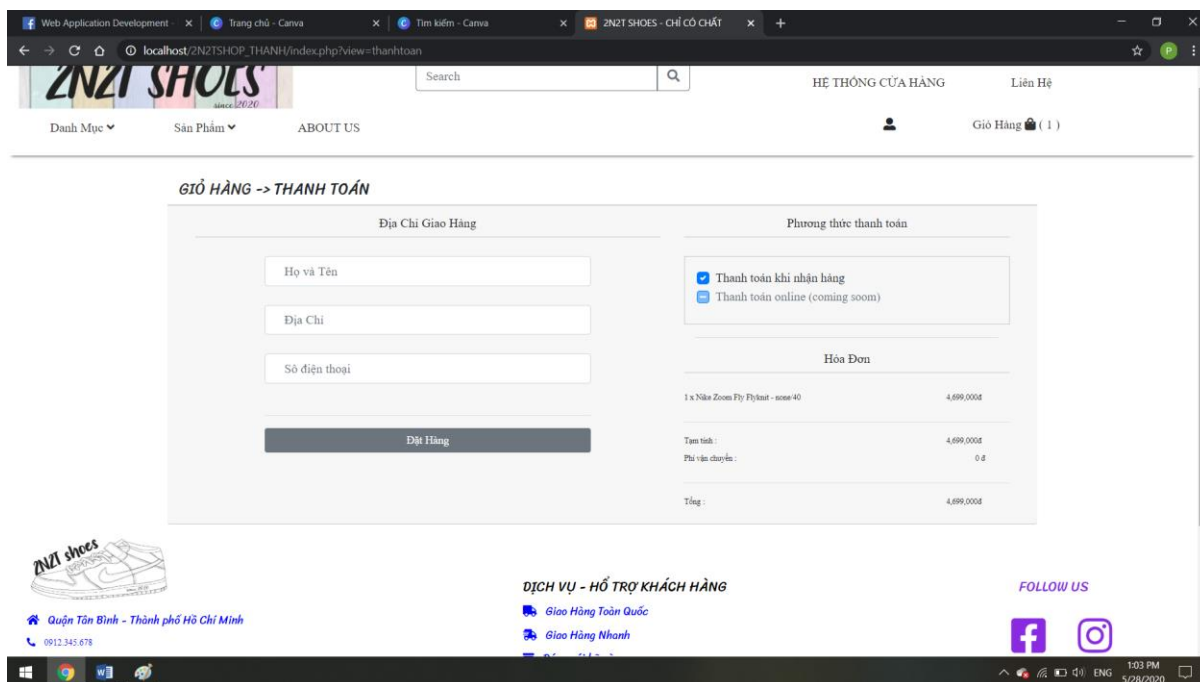 Web Application Development -
Trang chủ - Canva
Tìm kiếm - Canva
2N2T SHOES - CHỈ CÓ CHẤT
localhost/2N2TSHOP_THANH/index.php?view=thanhtoan
P
2N2T SHOES
since 2020
Search
HỆ THỐNG CỬA HÀNG
Liên Hệ
Danh Mục
Sản Phẩm
ABOUT US
Giỏ Hàng ( 1 )
GIỎ HÀNG -> THANH TOÁN
Địa Chỉ Giao Hàng
Họ và Tên
Địa Chỉ
Số điện thoại
Đặt Hàng
Phương thức thanh toán
Thanh toán khi nhận hàng
Thanh toán online (coming soom)
Hóa Đơn
1 x Nike Zoom Fly Flyknit - none/40 4,699,000đ
Tạm tính : 4,699,000đ
Phí vận chuyển : 0 đ
Tổng : 4,699,000đ
2N2T shoes
Quận Tân Bình - Thành phố Hồ Chí Minh
0912.345.678
DỊCH VỤ - HỔ TRỢ KHÁCH HÀNG
Giao Hàng Toàn Quốc
Giao Hàng Nhanh
FOLLOW US
ENG
1:03 PM
5/28/2020